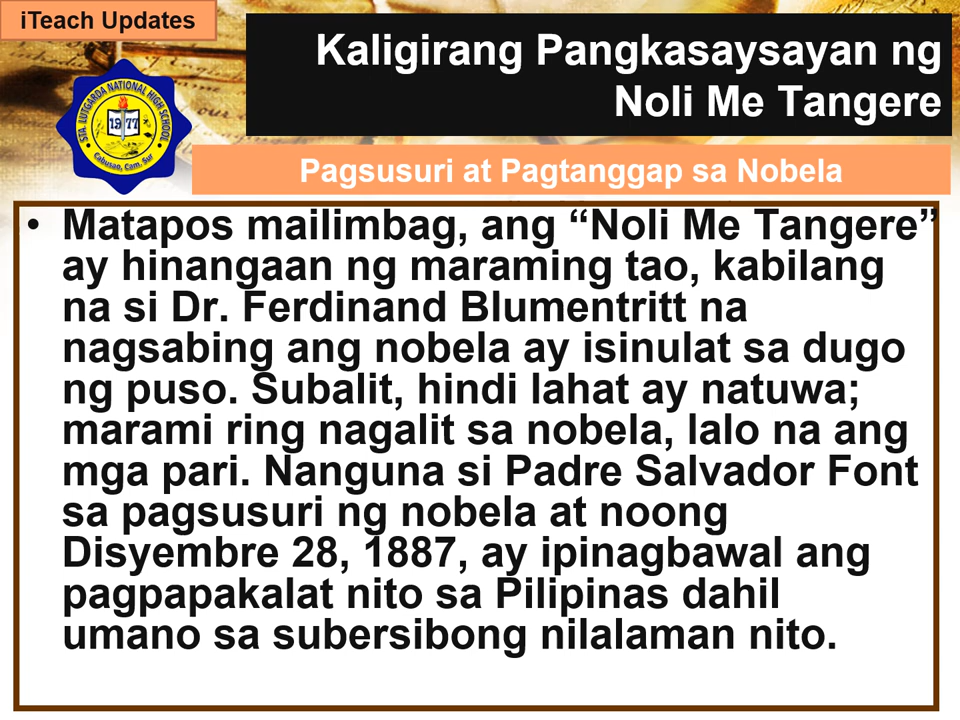 iTeach Updates
Kaligirang Pangkasaysayan ng
Noli Me Tangere
STA. LUTGARDA NATIONAL HIGH SCHOOL
1977
Cabusao, Cam. Sur
Pagsusuri at Pagtanggap sa Nobela
• Matapos mailimbag, ang “Noli Me Tangere”
ay hinangaan ng maraming tao, kabilang
na si Dr. Ferdinand Blumentritt na
nagsabing ang nobela ay isinulat sa dugo
ng puso. Subalit, hindi lahat ay natuwa;
marami ring nagalit sa nobela, lalo na ang
mga pari. Nanguna si Padre Salvador Font
sa pagsusuri ng nobela at noong
Disyembre 28, 1887, ay ipinagbawal ang
pagpapakalat nito sa Pilipinas dahil
umano sa subersibong nilalaman nito.